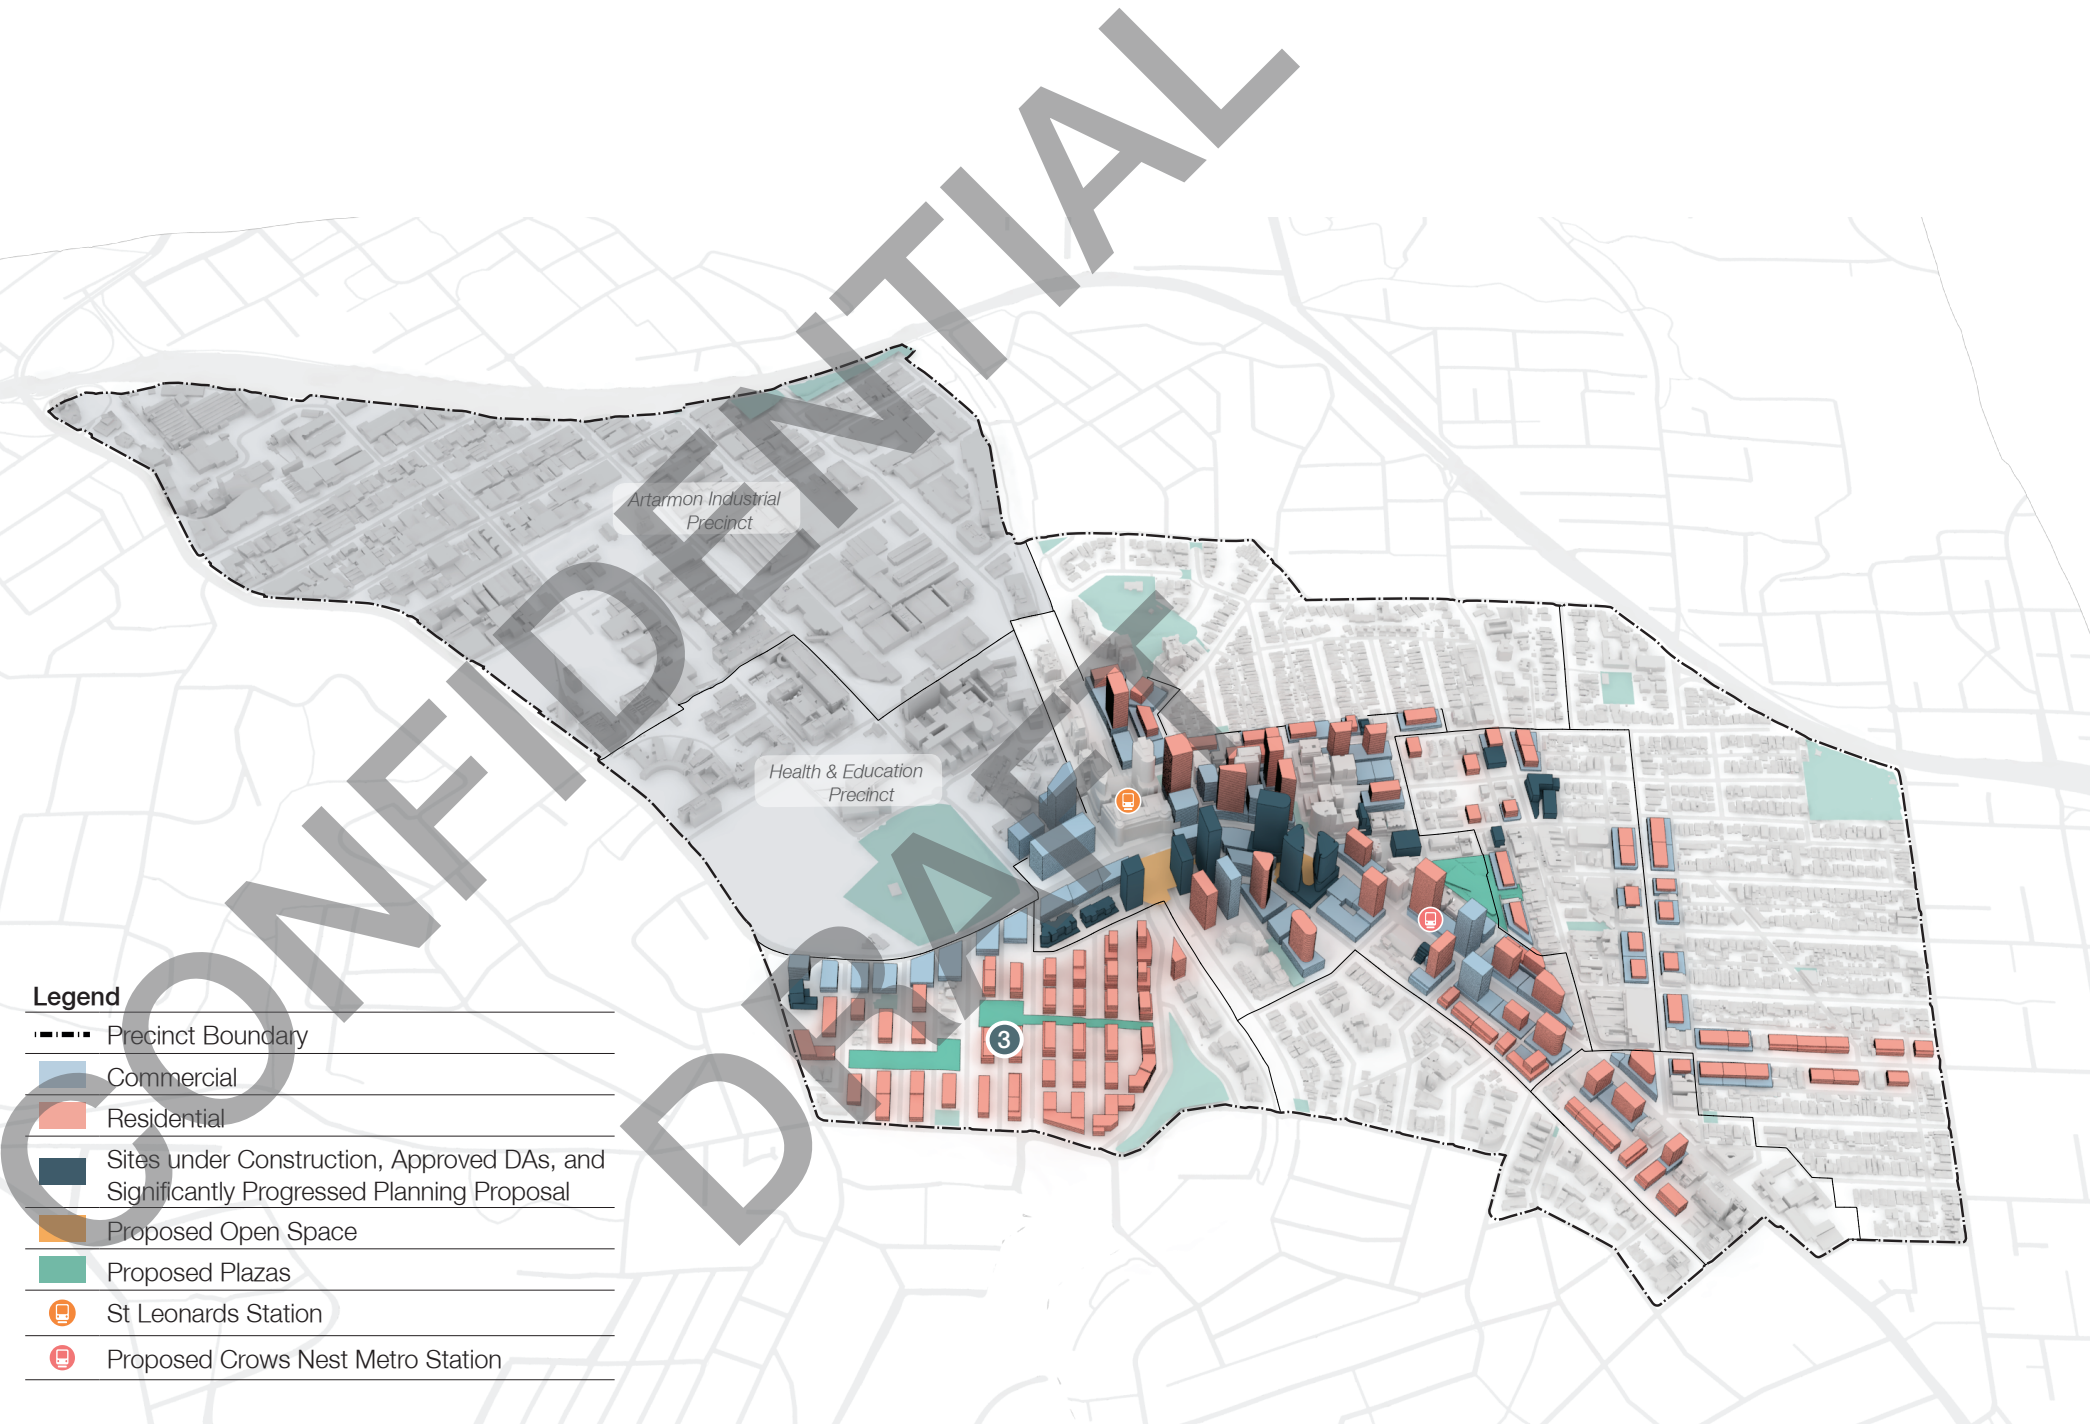 CONFIDENTIAL
DRAFT
Artarmon Industrial
Precinct
Health & Education
Precinct
3
Legend
Precinct Boundary
Commercial
Residential
Sites under Construction, Approved DAs, and
Significantly Progressed Planning Proposal
Proposed Open Space
Proposed Plazas
St Leonards Station
Proposed Crows Nest Metro Station